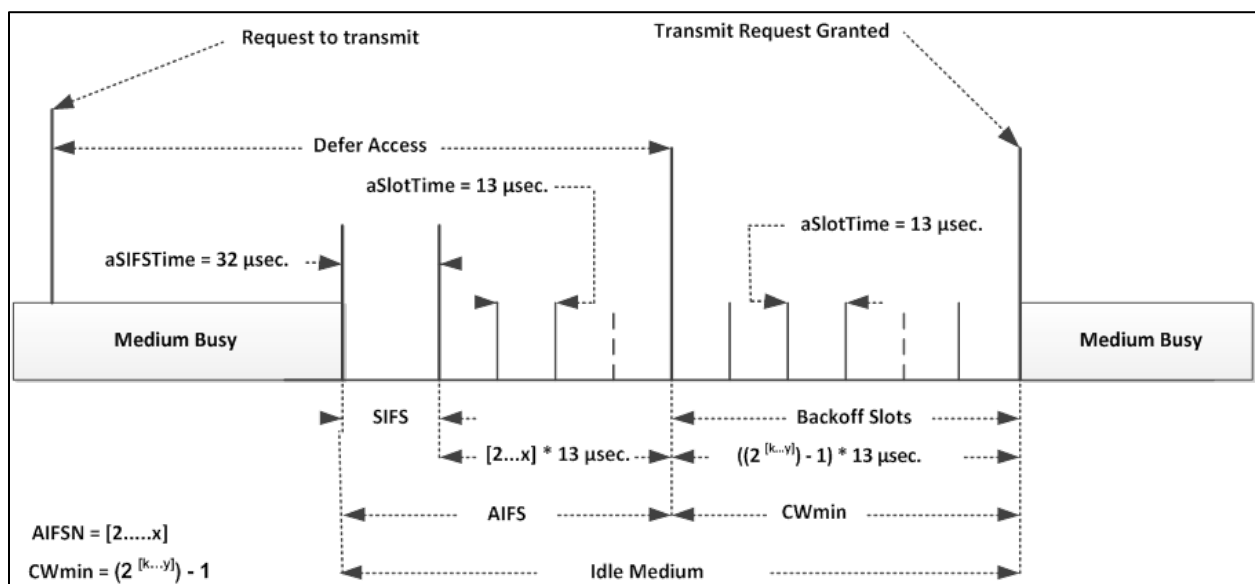 Request to transmit
Transmit Request Granted
Defer Access
aSlotTime = 13 µsec.
aSlotTime = 13 µsec.
aSIFSTime = 32 µsec.
Medium Busy
Medium Busy
SIFS
Backoff Slots
[2...x] * 13 µsec.
((2 [k...y]) - 1) * 13 µsec.
AIFS
CWmin
AIFSN = [2.....x]
CWmin = (2 [k...y]) - 1
Idle Medium